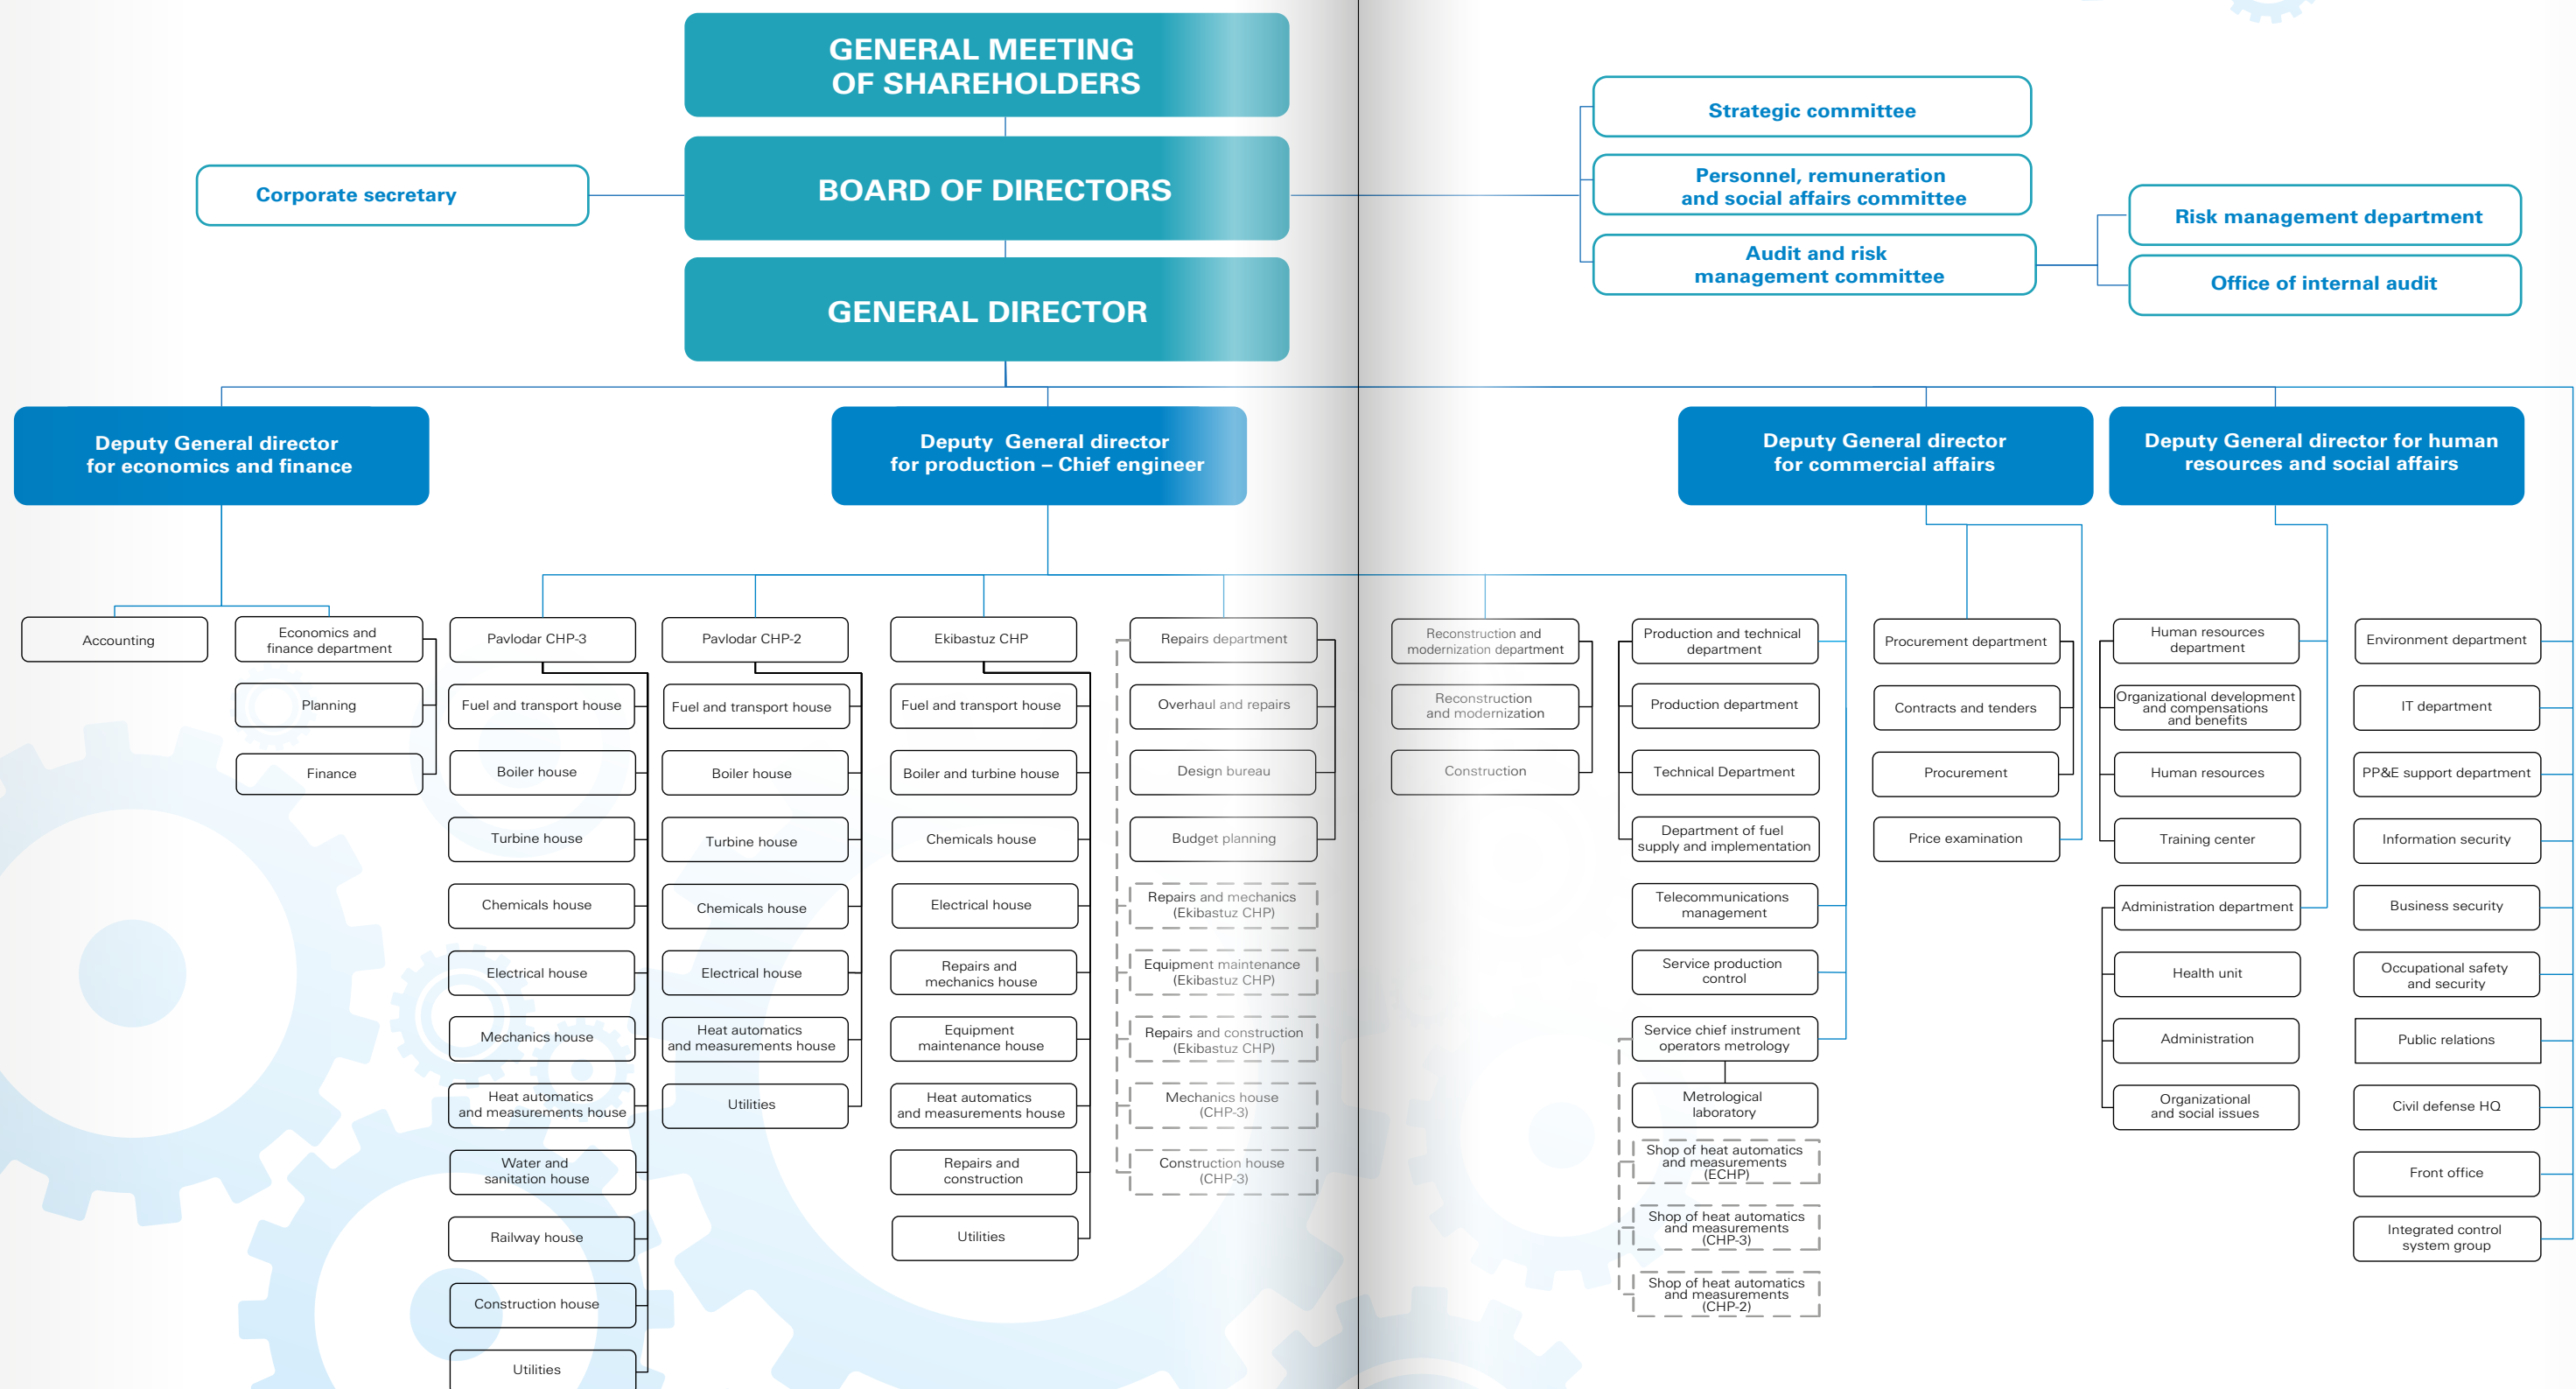 GENERAL MEETING
OF SHAREHOLDERS
BOARD OF DIRECTORS
GENERAL DIRECTOR
Corporate secretary
Strategic committee
Personnel, remuneration
and social affairs committee
Audit and risk
management committee
Risk management department
Office of internal audit
Deputy General director
for economics and finance
Deputy General director
for production – Chief engineer
Deputy General director
for commercial affairs
Deputy General director for human
resources and social affairs
Accounting
Economics and
finance department
Planning
Finance
Pavlodar CHP-3
Fuel and transport house
Boiler house
Turbine house
Chemicals house
Electrical house
Mechanics house
Heat automatics
and measurements house
Water and
sanitation house
Railway house
Construction house
Utilities
Pavlodar CHP-2
Fuel and transport house
Boiler house
Turbine house
Chemicals house
Electrical house
Heat automatics
and measurements house
Utilities
Ekibastuz CHP
Fuel and transport house
Boiler and turbine house
Chemicals house
Electrical house
Repairs and
mechanics house
Equipment
maintenance house
Heat automatics
and measurements house
Repairs and
construction
Utilities
Repairs department
Overhaul and repairs
Design bureau
Budget planning
Repairs and mechanics
(Ekibastuz CHP)
Equipment maintenance
(Ekibastuz CHP)
Repairs and construction
(Ekibastuz CHP)
Mechanics house
(CHP-3)
Construction house
(CHP-3)
Reconstruction and
modernization department
Reconstruction
and modernization
Construction
Production and technical
department
Production department
Technical Department
Department of fuel
supply and implementation
Telecommunications
management
Service production
control
Service chief instrument
operators metrology
Metrological
laboratory
Shop of heat automatics
and measurements
(ECHP)
Shop of heat automatics
and measurements
(CHP-3)
Shop of heat automatics
and measurements
(CHP-2)
Procurement department
Contracts and tenders
Procurement
Price examination
Human resources
department
Organizational development
and compensations
and benefits
Human resources
Training center
Administration department
Health unit
Administration
Organizational
and social issues
Environment department
IT department
PP&E support department
Information security
Business security
Occupational safety
and security
Public relations
Civil defense HQ
Front office
Integrated control
system group